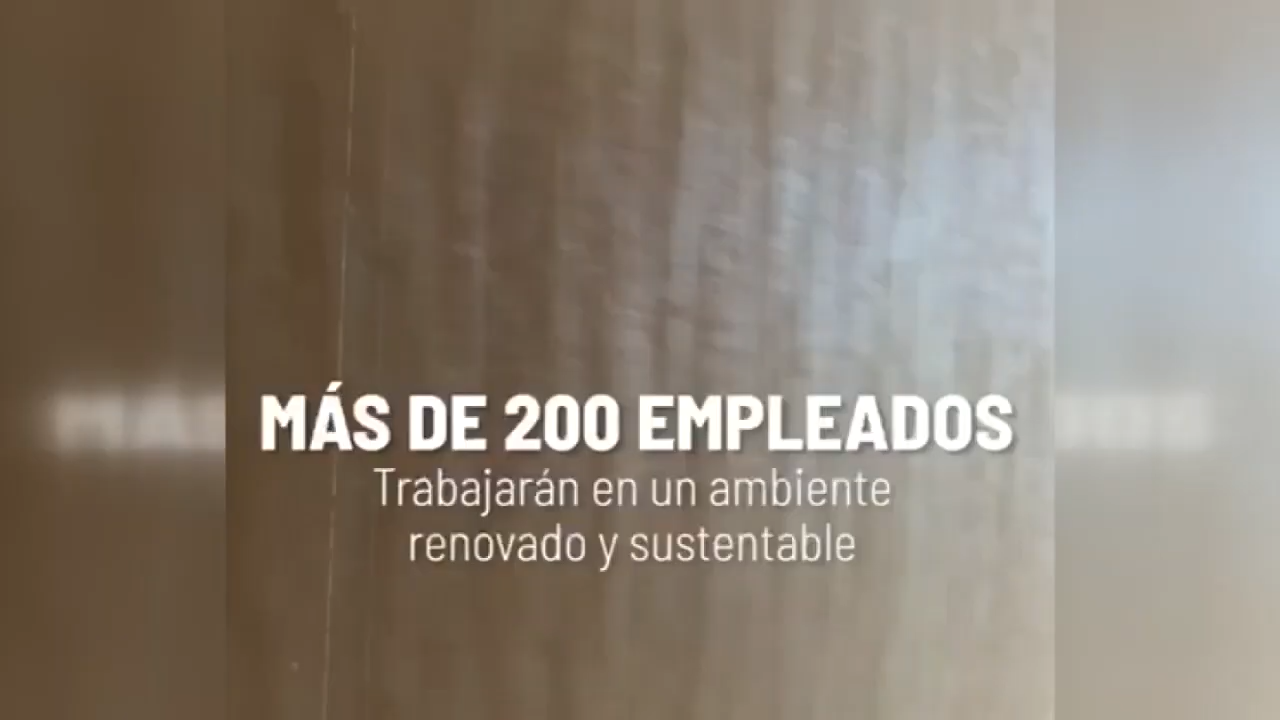 MÁS DE 200 EMPLEADOS
Trabajarán en un ambiente
renovado y sustentable